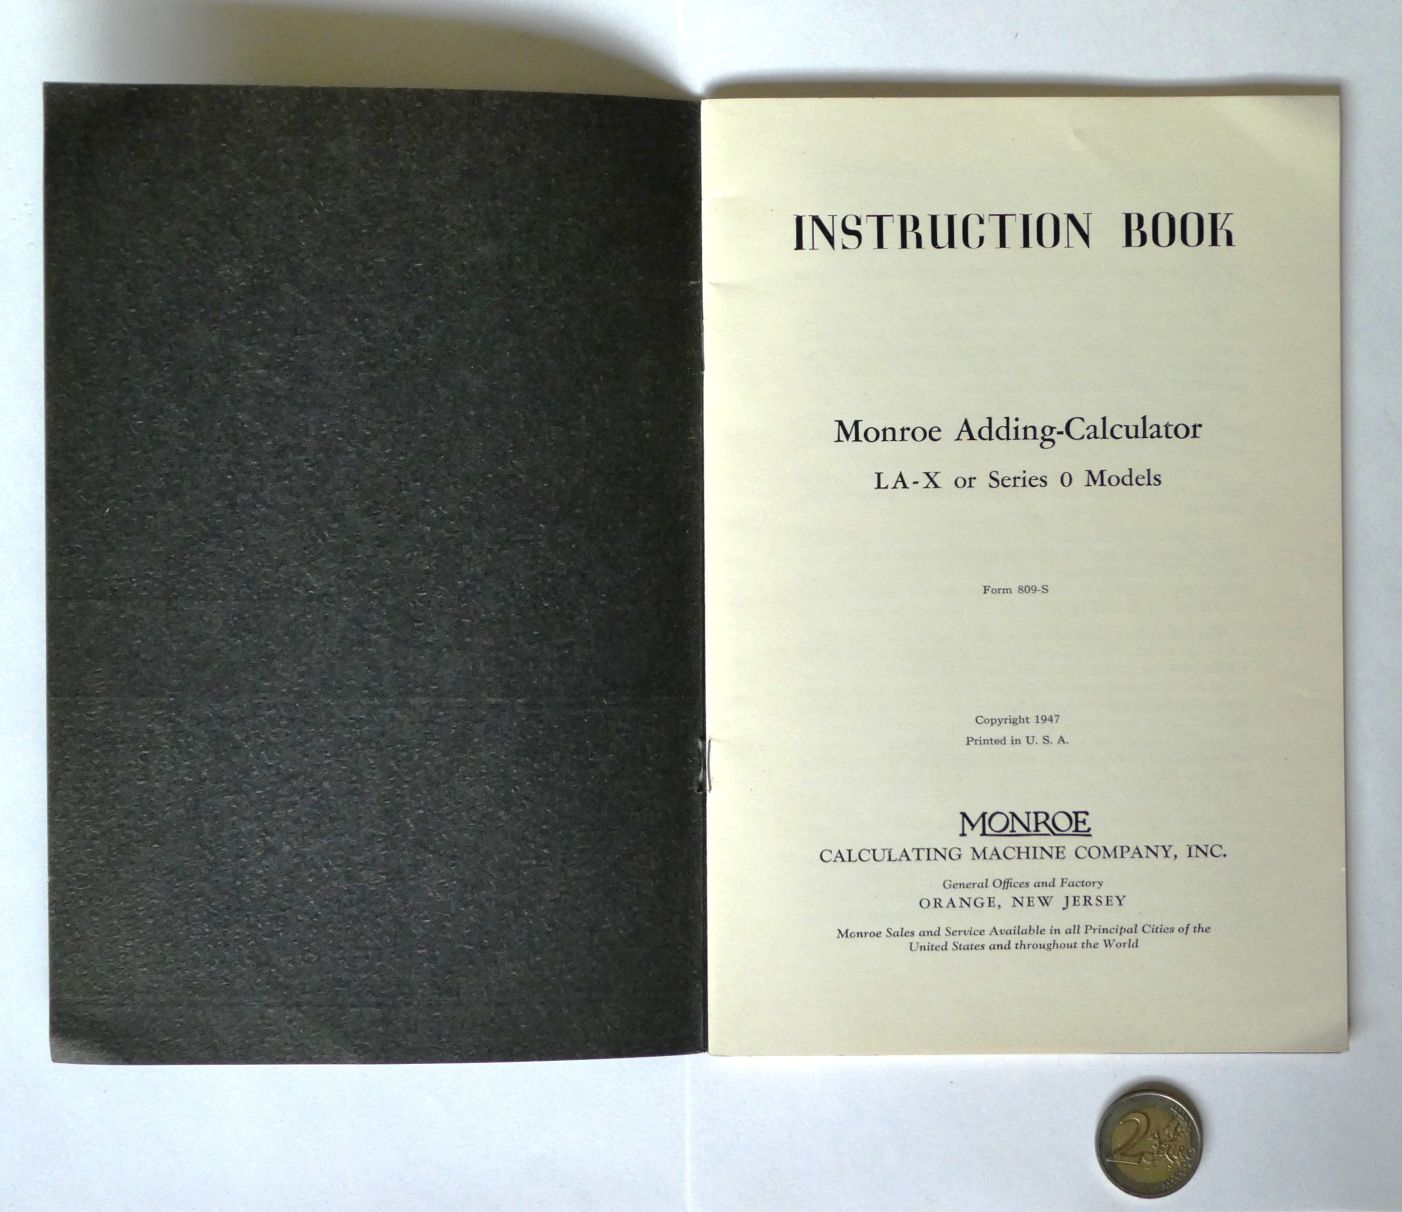 INSTRUCTION BOOK
Monroe Adding-Calculator
LA-X or Series 0 Models
Form 809-S
Copyright 1947
Printed in U. S. A.
MONROE
CALCULATING MACHINE COMPANY, INC.
General Offices and Factory
ORANGE, NEW JERSEY
Monroe Sales and Service Available in all Principal Cities of the
United States and throughout the World
2 EURO